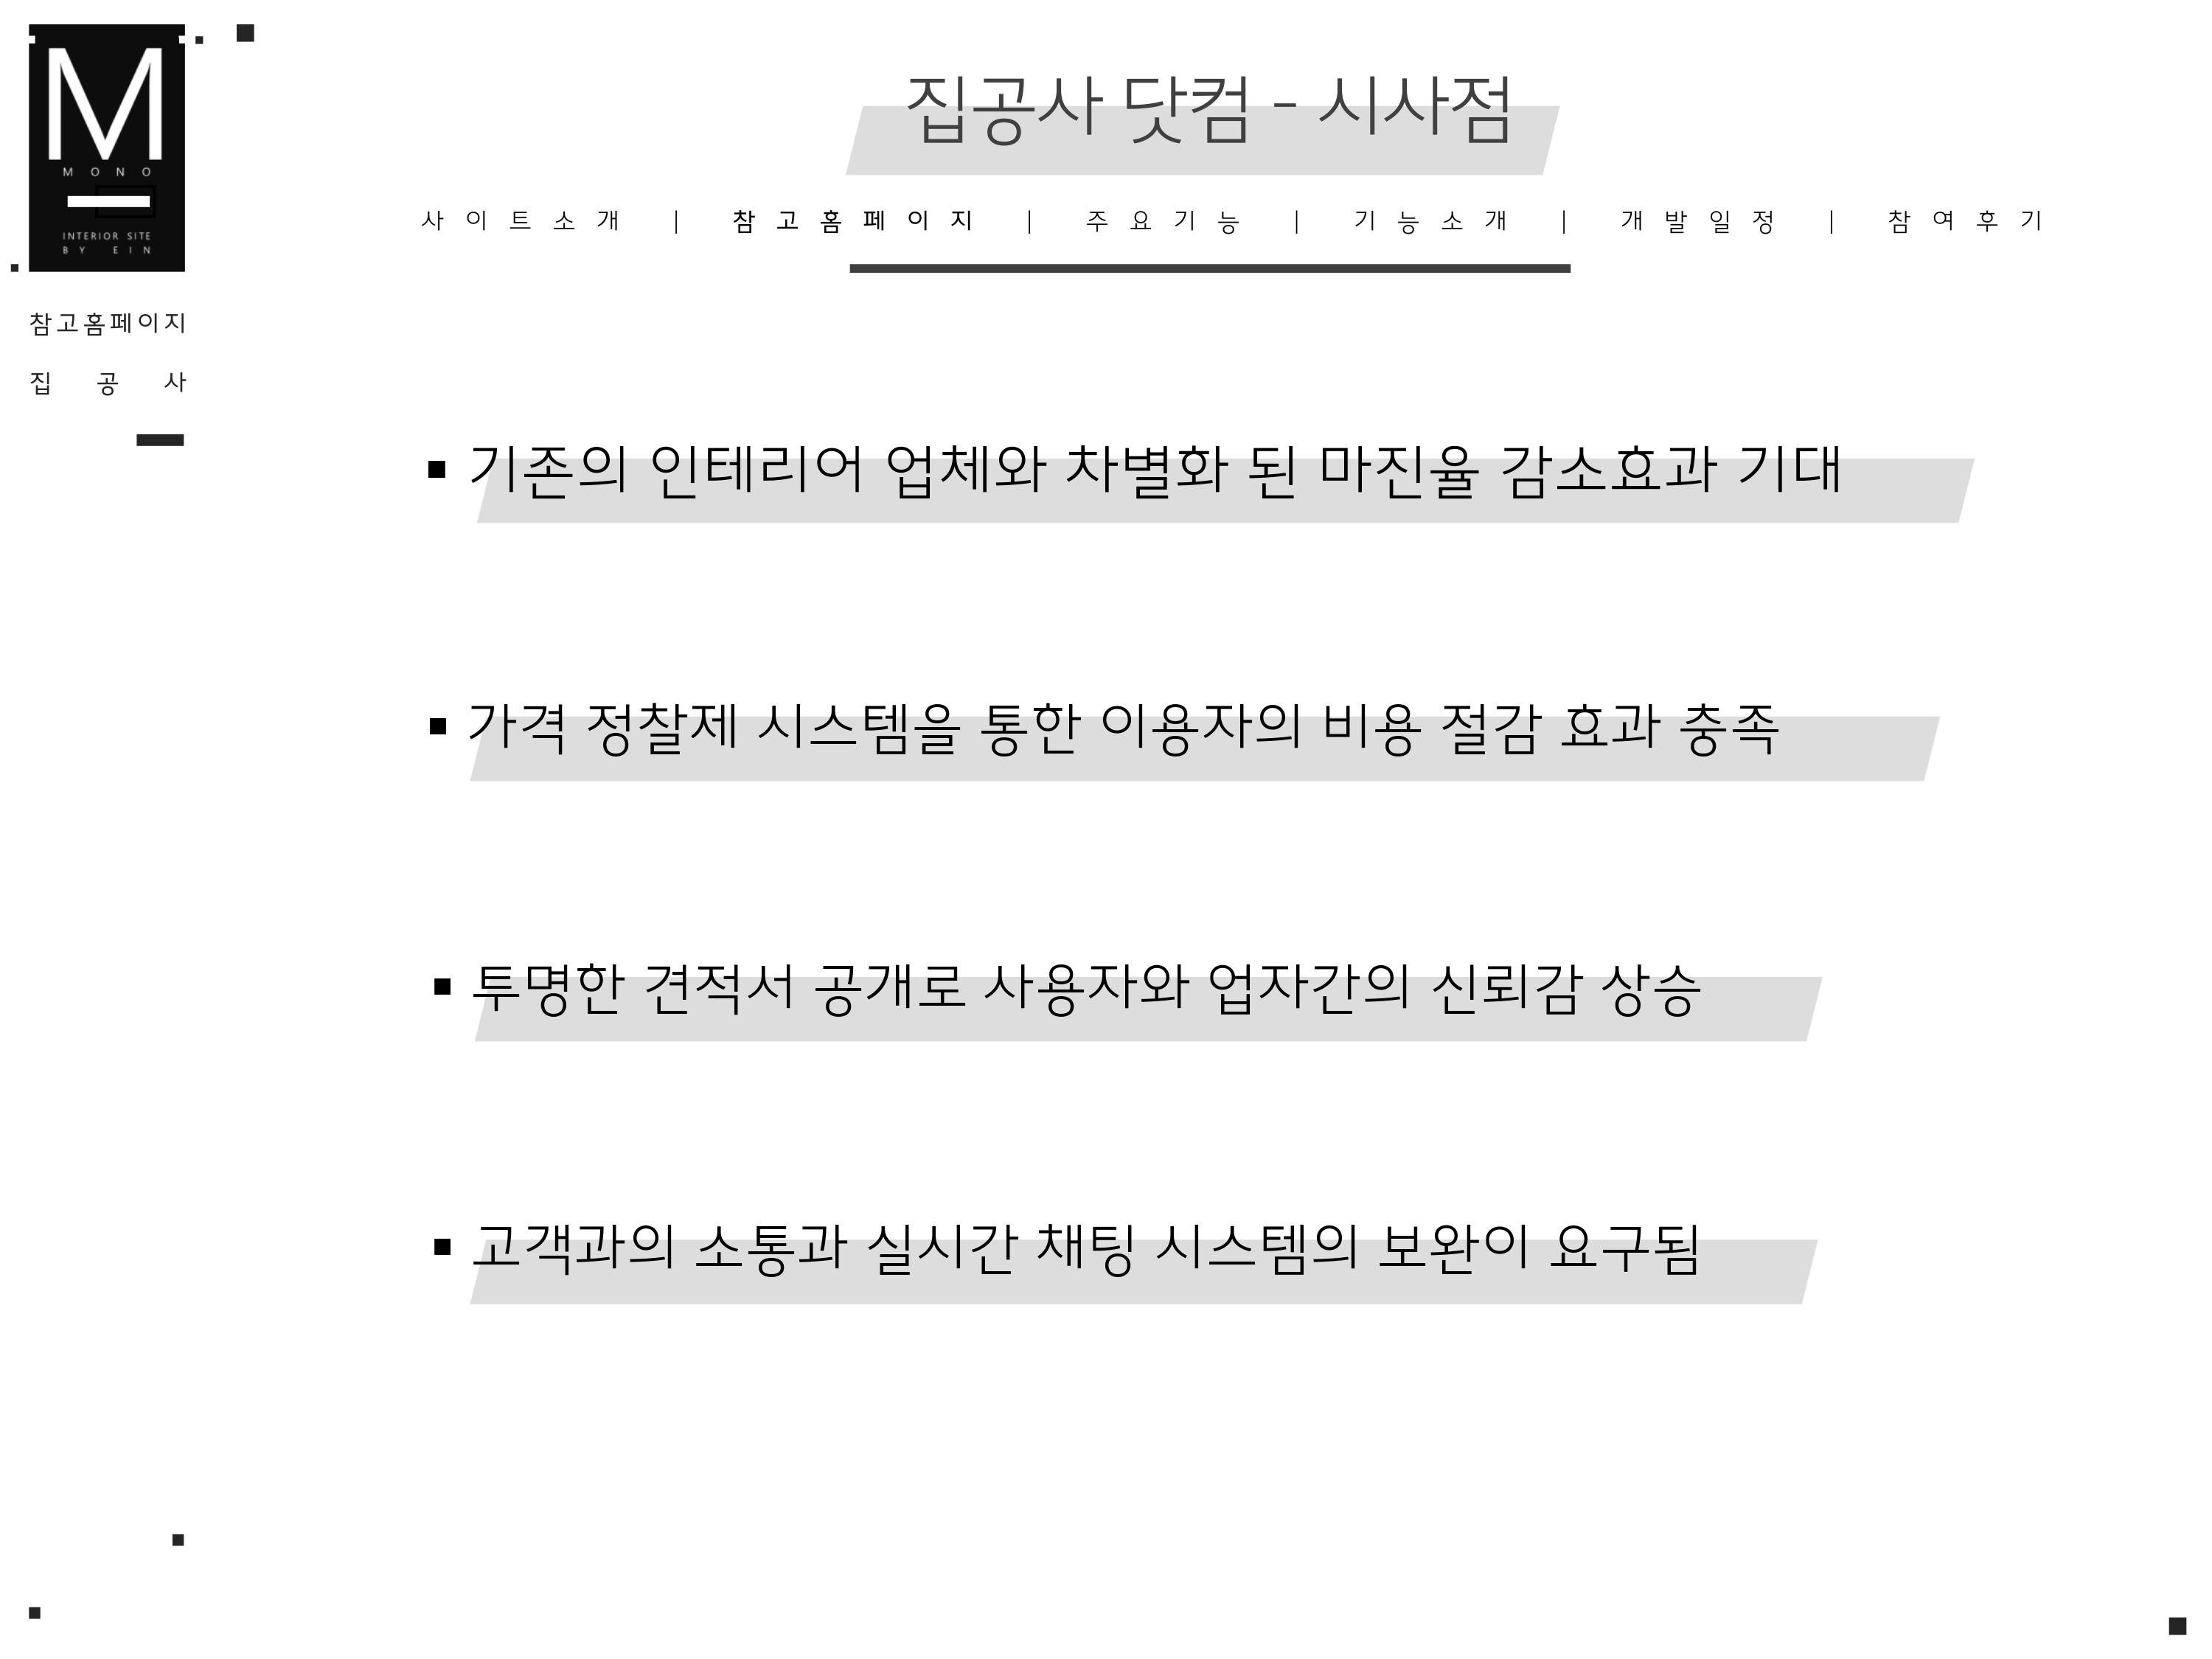 M
MONO
INTERIOR SITE
BY EIN
참고홈페이지
집공사
집공사 닷컴 - 시사점
사이트소개 | 참고홈페이지 | 주요기능 | 기능소개 | 개발일정 | 참여후기
기존의 인테리어 업체와 차별화 된 마진율 감소효과 기대
가격 정찰제 시스템을 통한 이용자의 비용 절감 효과 충족
투명한 견적서 공개로 사용자와 업자간의 신뢰감 상승
고객과의 소통과 실시간 채팅 시스템의 보완이 요구됨